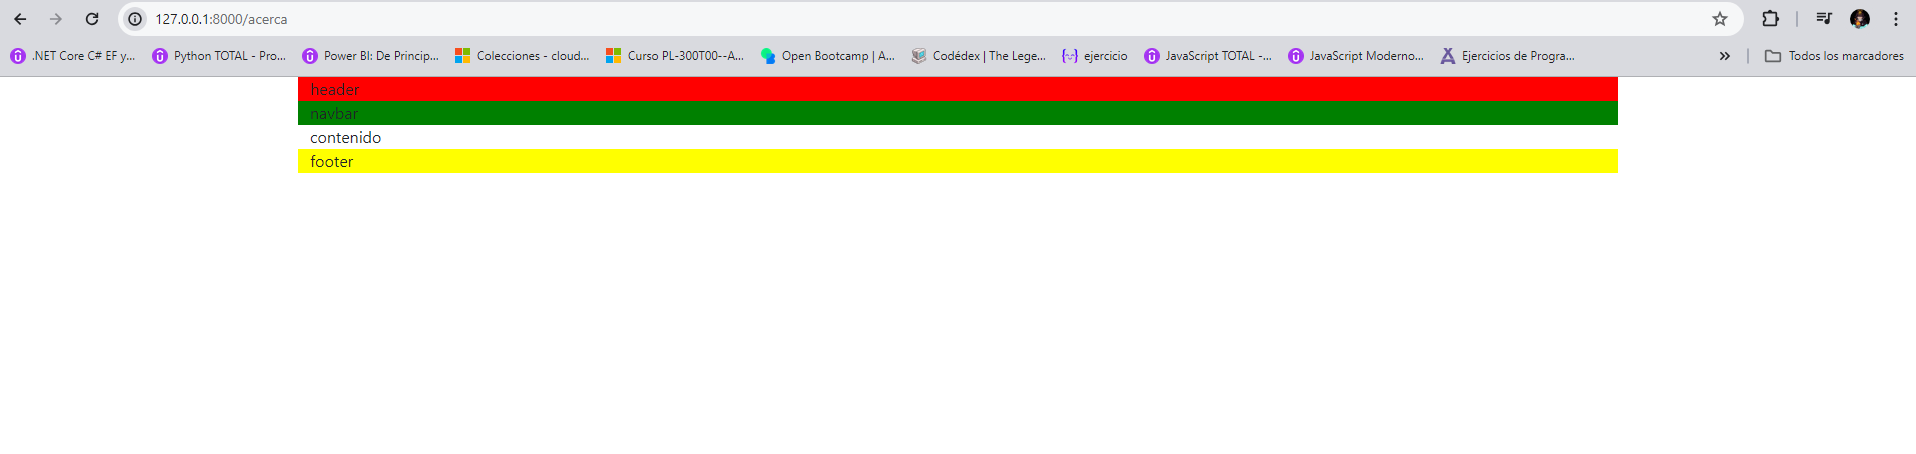 127.0.0.1:8000/acerca
.NET Core C# EF y... Python TOTAL - Pro... Power BI: De Princip... Colecciones - cloud... Curso PL-300T00--A... Open Bootcamp | A... Codédex | The Lege... ejercicio JavaScript TOTAL -... JavaScript Moderno... Ejercicios de Progra... Todos los marcadores
header
navbar
contenido
footer